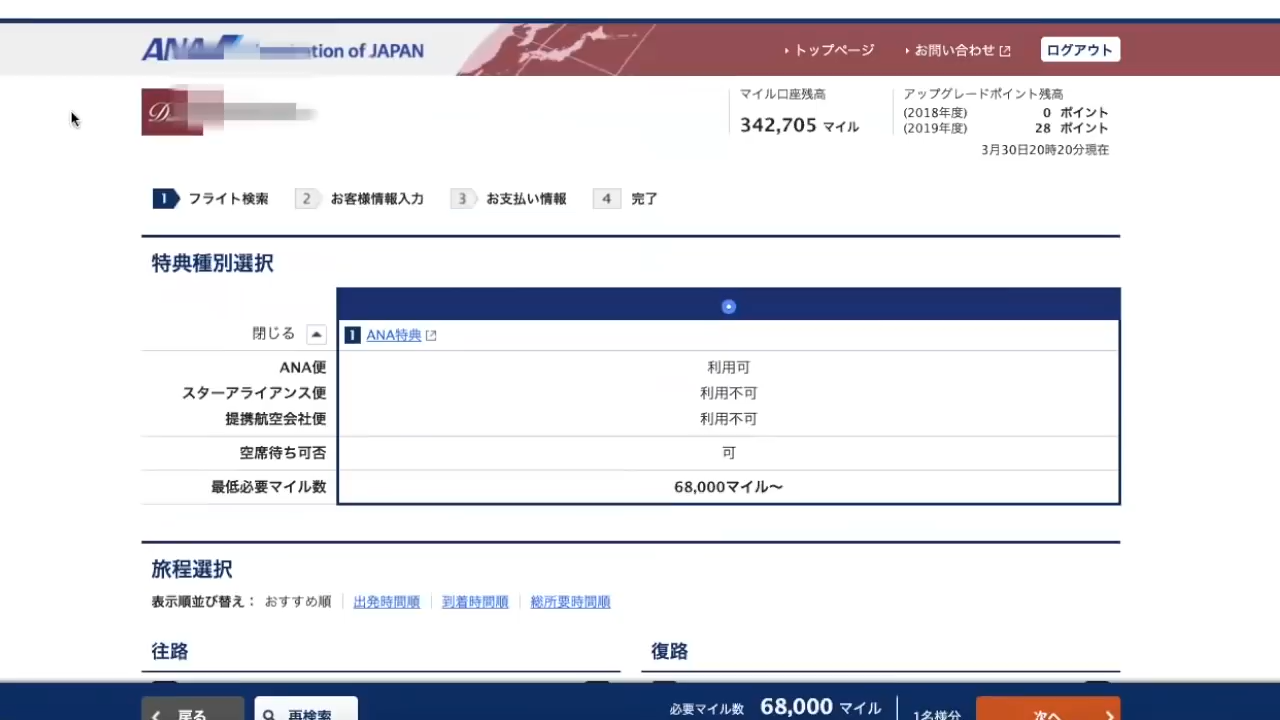 ANA
tion of JAPAN
トップページ
お問い合わせ
ログアウト
マイル口座残高
342,705 マイル
アップグレードポイント残高
(2018年度) 0 ポイント
(2019年度) 28 ポイント
3月30日20時20分現在
1 フライト検索
2 お客様情報入力
3 お支払い情報
4 完了
特典種別選択
閉じる
1 ANA特典
ANA便 利用可
スターアライアンス便 利用不可
提携航空会社便 利用不可
空席待ち可否 可
最低必要マイル数 68,000マイル〜
旅程選択
表示順並び替え： おすすめ順 出発時間順 到着時間順 総所要時間順
往路
復路
戻る
再検索
必要マイル数 68,000 マイル
1名様分
次へ